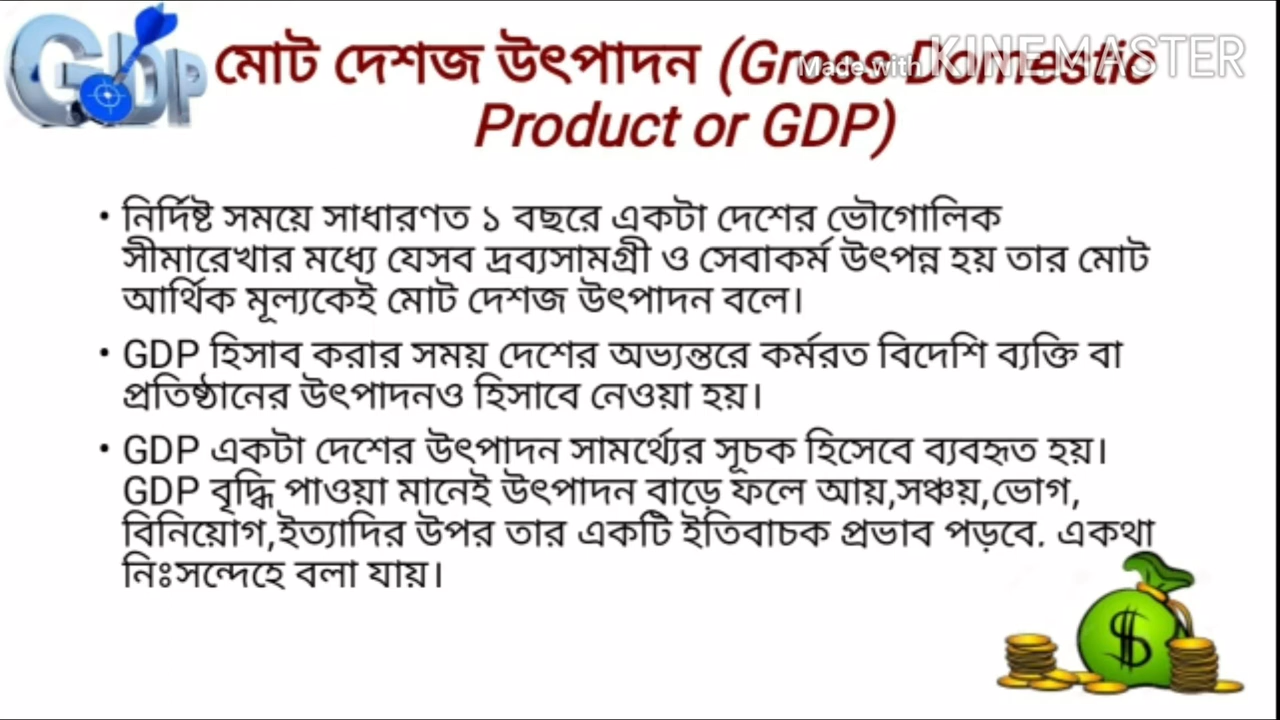 GDP
মোট দেশজ উৎপাদন (Gross Domestic
Made with KINEMASTER
Product or GDP)
• নির্দিষ্ট সময়ে সাধারণত ১ বছরে একটা দেশের ভৌগোলিক
সীমারেখার মধ্যে যেসব দ্রব্যসামগ্রী ও সেবাকর্ম উৎপন্ন হয় তার মোট
আর্থিক মূল্যকেই মোট দেশজ উৎপাদন বলে।
• GDP হিসাব করার সময় দেশের অভ্যন্তরে কর্মরত বিদেশি ব্যক্তি বা
প্রতিষ্ঠানের উৎপাদনও হিসাবে নেওয়া হয়।
• GDP একটা দেশের উৎপাদন সামর্থ্যের সূচক হিসেবে ব্যবহৃত হয়।
GDP বৃদ্ধি পাওয়া মানেই উৎপাদন বাড়ে ফলে আয়,সঞ্চয়,ভোগ,
বিনিয়োগ,ইত্যাদির উপর তার একটি ইতিবাচক প্রভাব পড়বে. একথা
নিঃসন্দেহে বলা যায়।
$